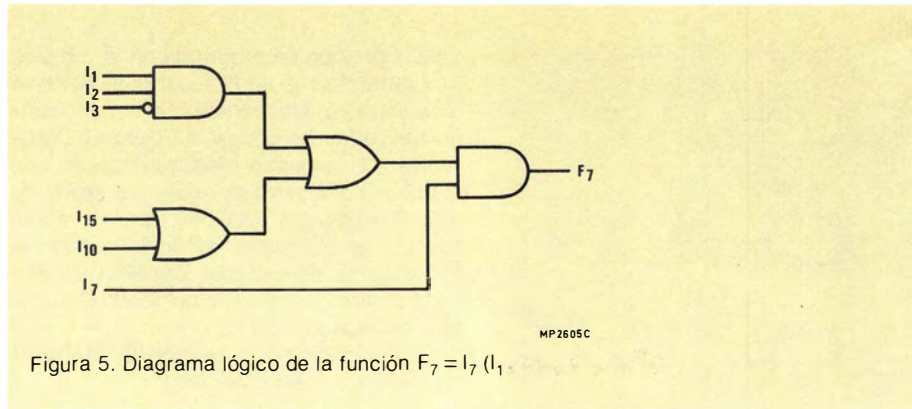 I₁
I₂
I₃
I₁₅
I₁₀
I₇
F₇
MP2605C
Figura 5. Diagrama lógico de la función F₇ = I₇ (I₁